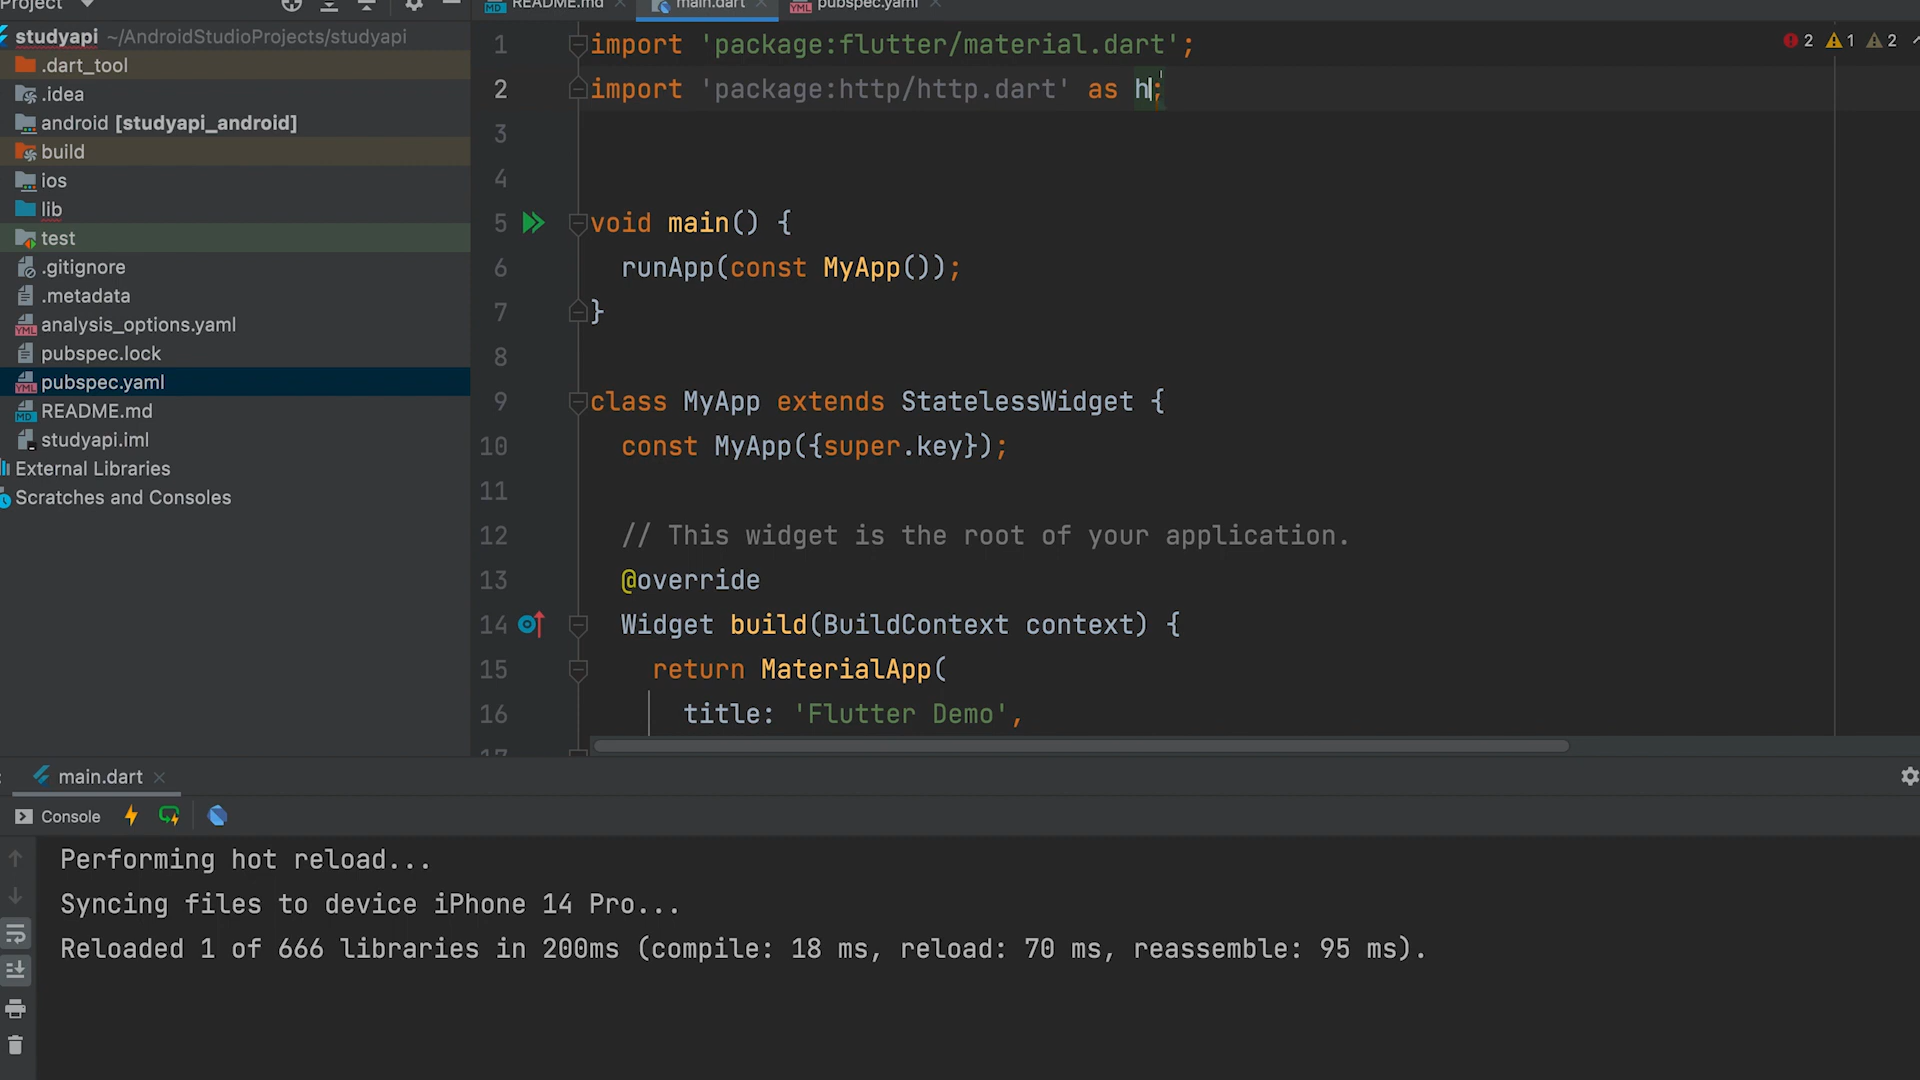 Project
README.md
main.dart
pubspec.yaml
studyapi ~/AndroidStudioProjects/studyapi
.dart_tool
.idea
android [studyapi_android]
build
ios
lib
test
.gitignore
.metadata
analysis_options.yaml
pubspec.lock
pubspec.yaml
README.md
studyapi.iml
External Libraries
Scratches and Consoles
2 1 2
1 import 'package:flutter/material.dart';
2 import 'package:http/http.dart' as h;
3
4
5 void main() {
6 runApp(const MyApp());
7 }
8
9 class MyApp extends StatelessWidget {
10 const MyApp({super.key});
11
12 // This widget is the root of your application.
13 @override
14 Widget build(BuildContext context) {
15 return MaterialApp(
16 title: 'Flutter Demo',
17
main.dart
Console
Performing hot reload...
Syncing files to device iPhone 14 Pro...
Reloaded 1 of 666 libraries in 200ms (compile: 18 ms, reload: 70 ms, reassemble: 95 ms).